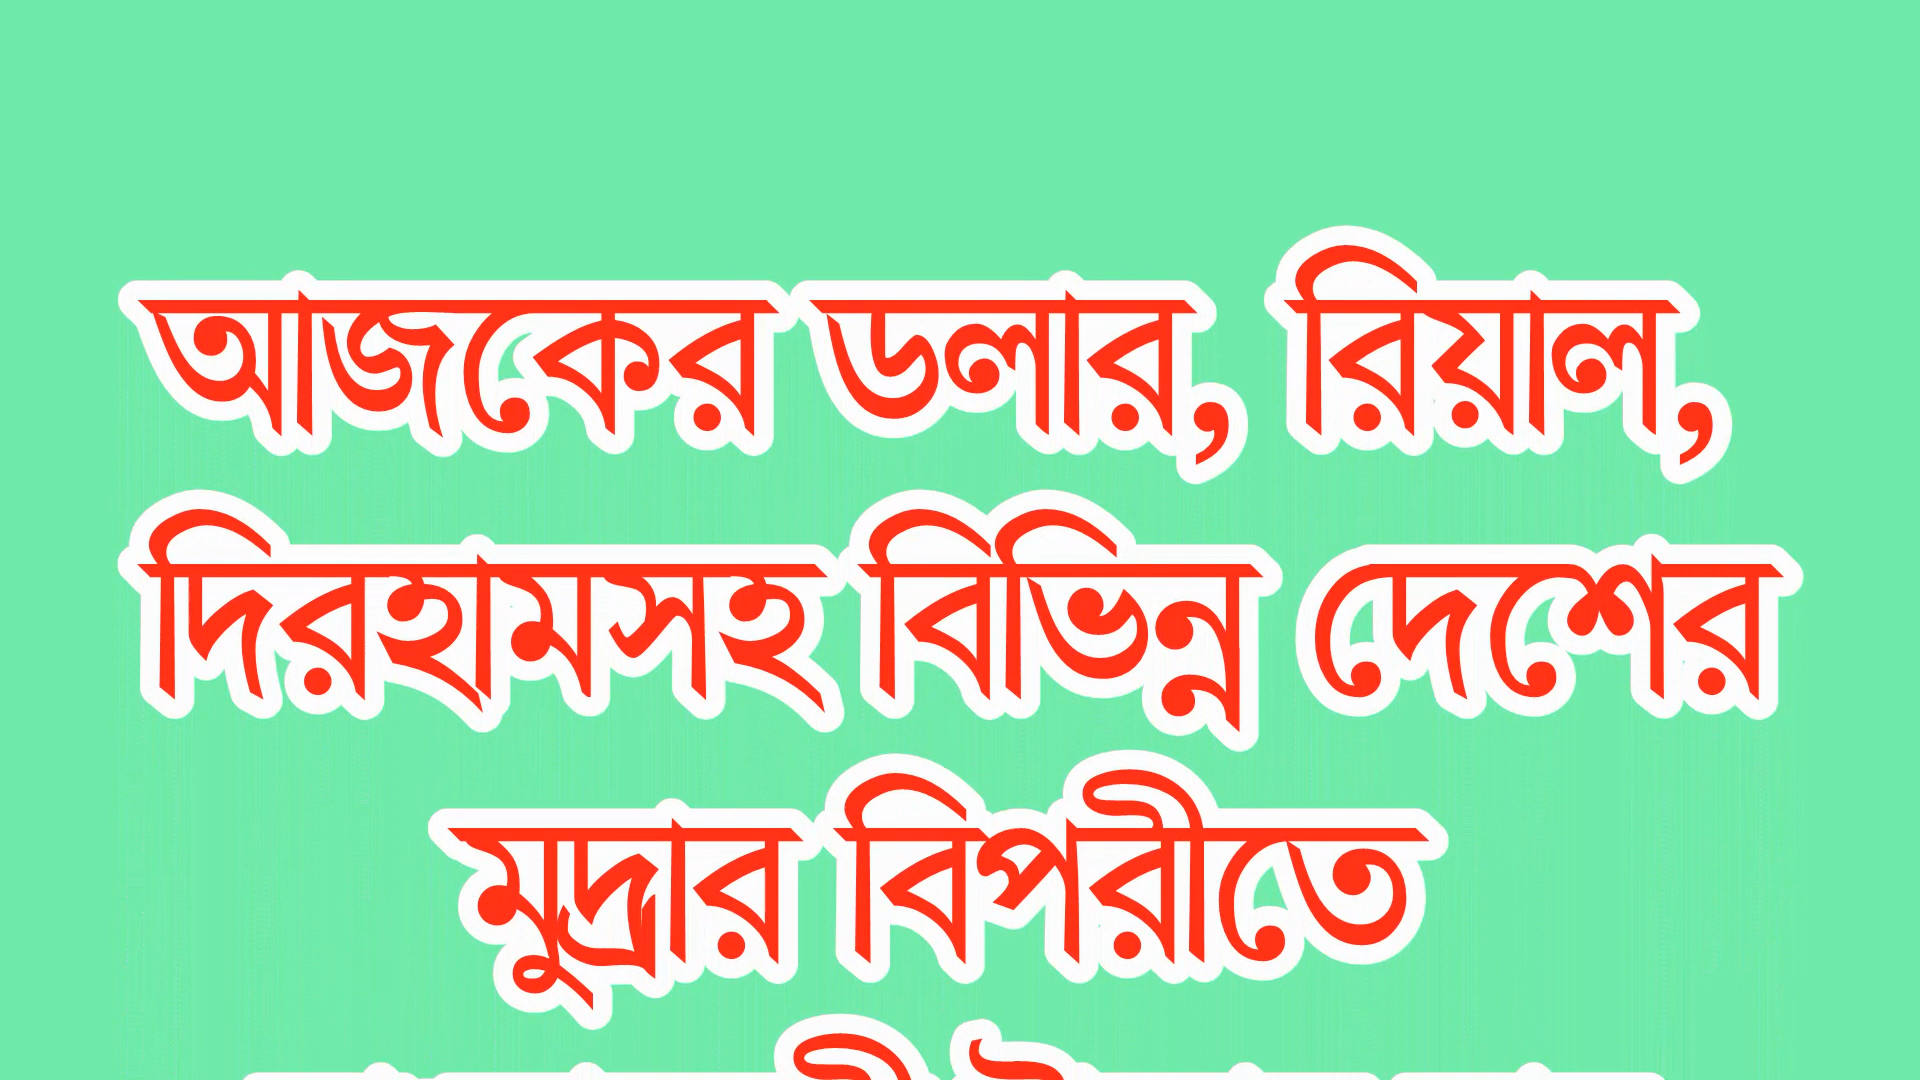 আজকের ডলার, রিয়াল,
দিরহামসহ বিভিন্ন দেশের
মুদ্রার বিপরীতে